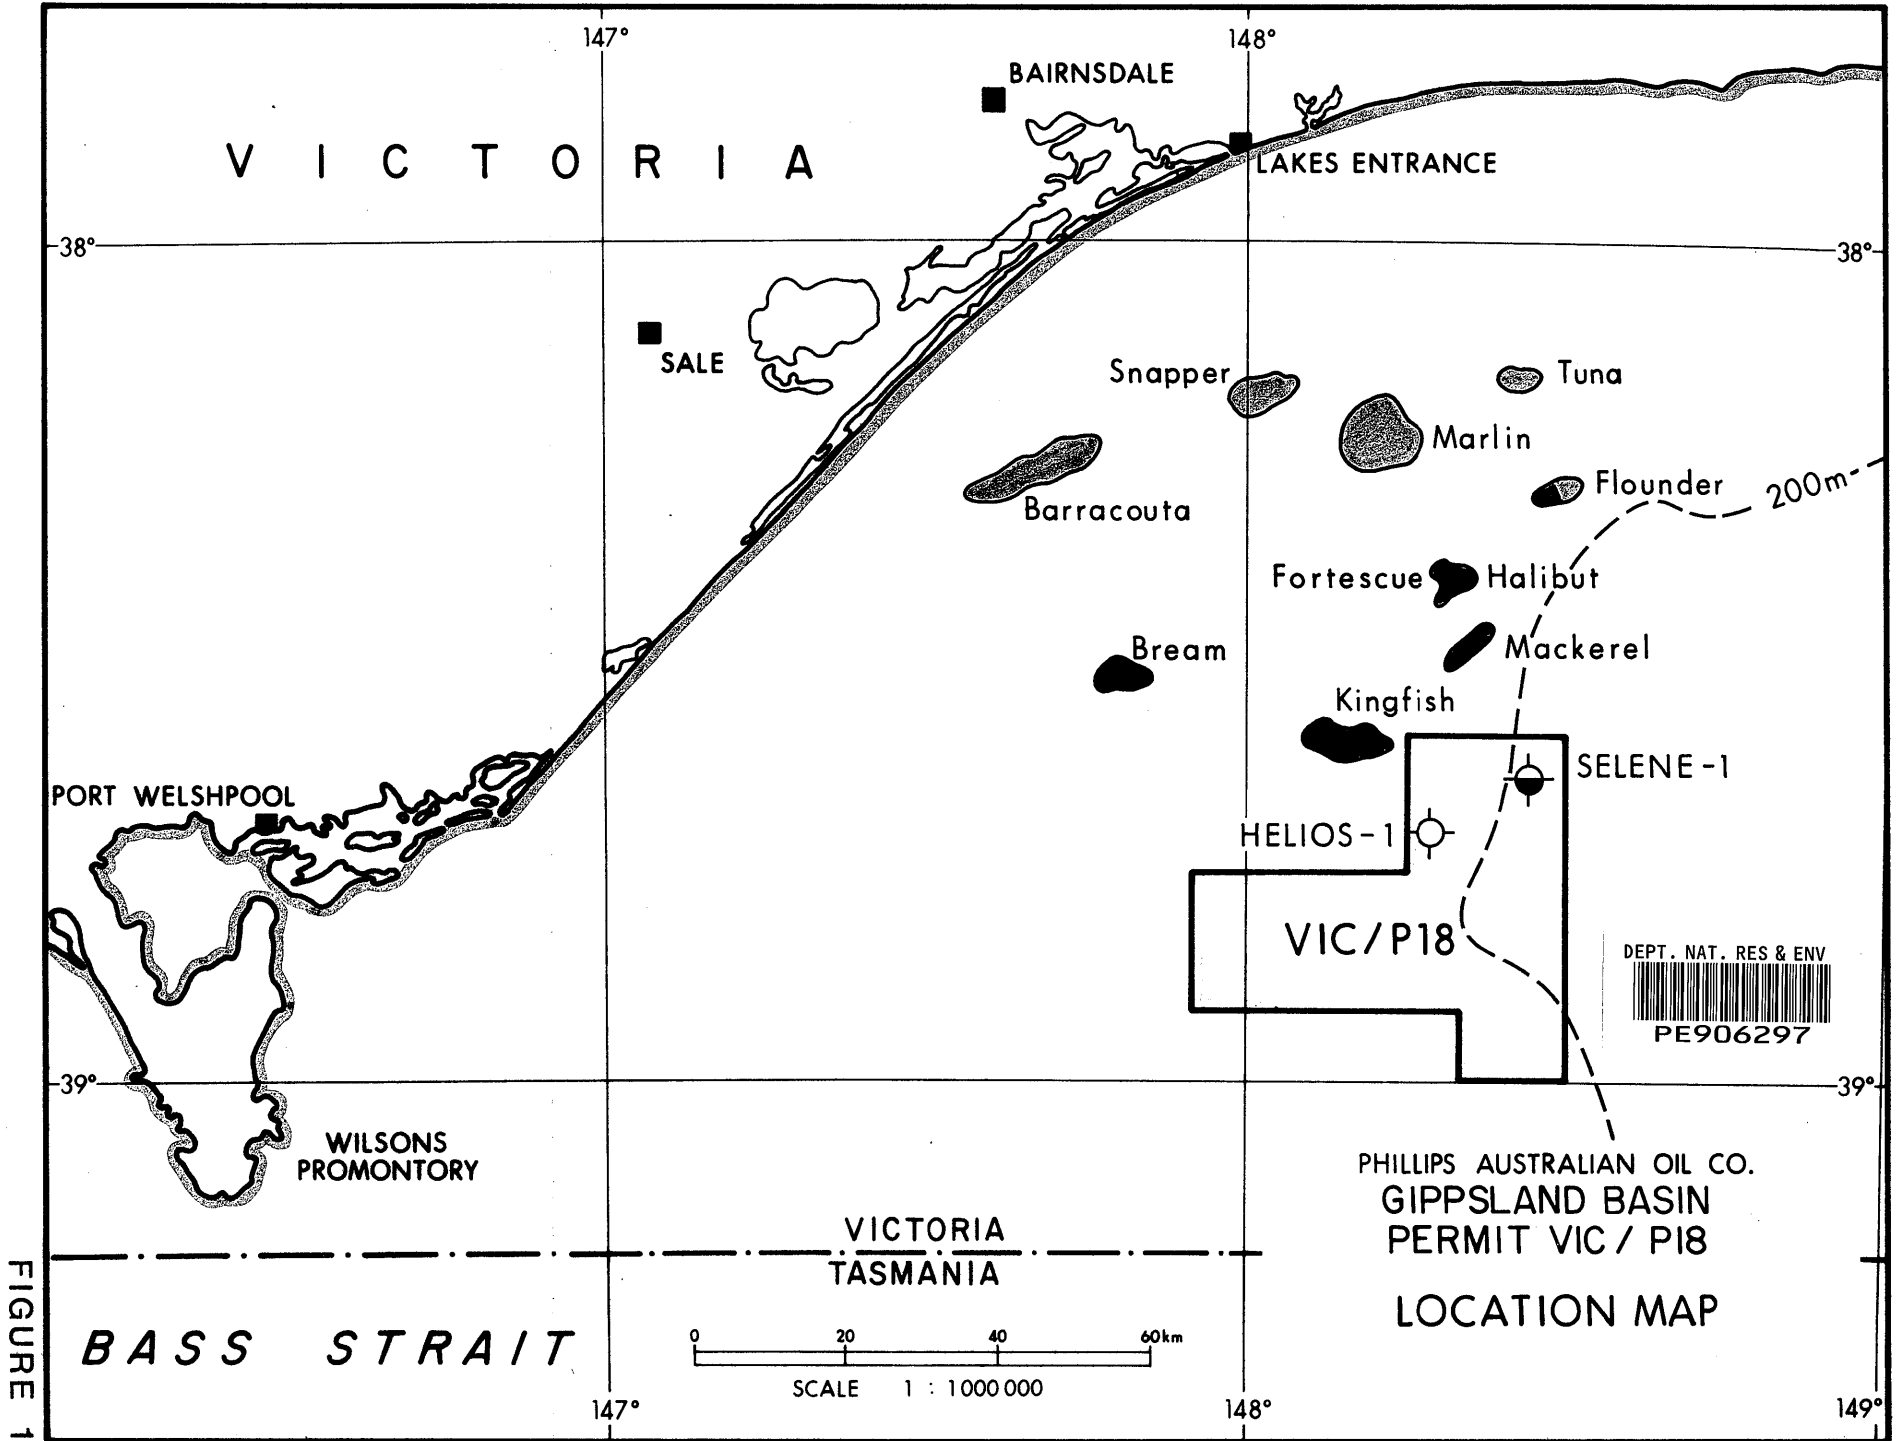 147°
148°
BAIRNSDALE
VICTORIA
LAKES ENTRANCE
38°
38°
SALE
Snapper
Tuna
Marlin
Barracouta
Flounder
200m
Fortescue
Halibut
Bream
Mackerel
Kingfish
SELENE-1
PORT WELSHPOOL
HELIOS-1
VIC/P18
DEPT. NAT. RES & ENV
PE906297
39°
39°
WILSONS
PROMONTORY
PHILLIPS AUSTRALIAN OIL CO.
GIPPSLAND BASIN
PERMIT VIC / P18
LOCATION MAP
VICTORIA
TASMANIA
BASS STRAIT
0 20 40 60km
SCALE 1 : 1000000
147°
148°
149°
FIGURE 1